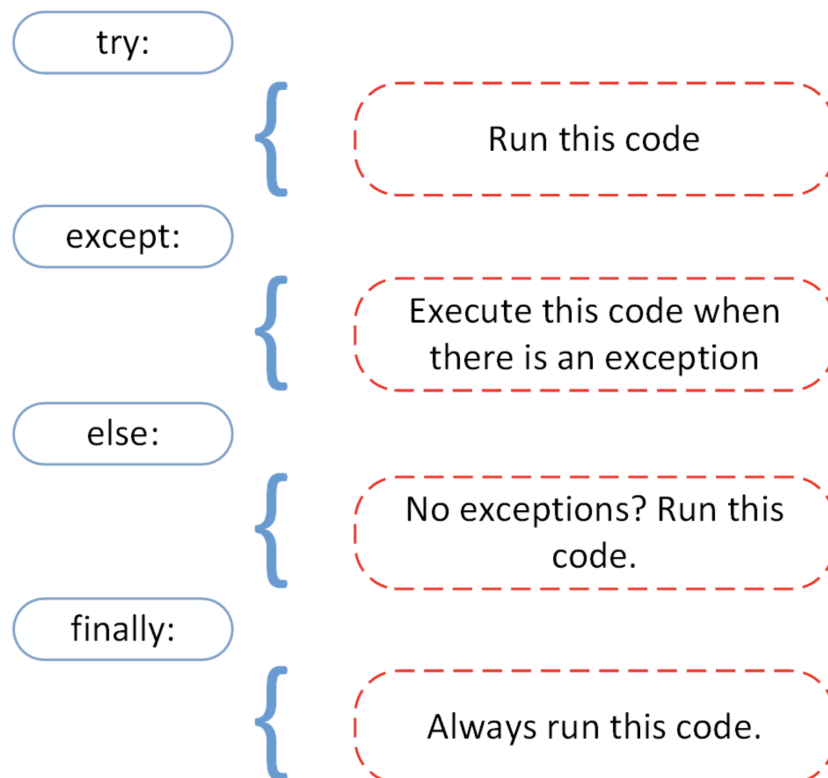 try:
Run this code
except:
Execute this code when
there is an exception
else:
No exceptions? Run this
code.
finally:
Always run this code.